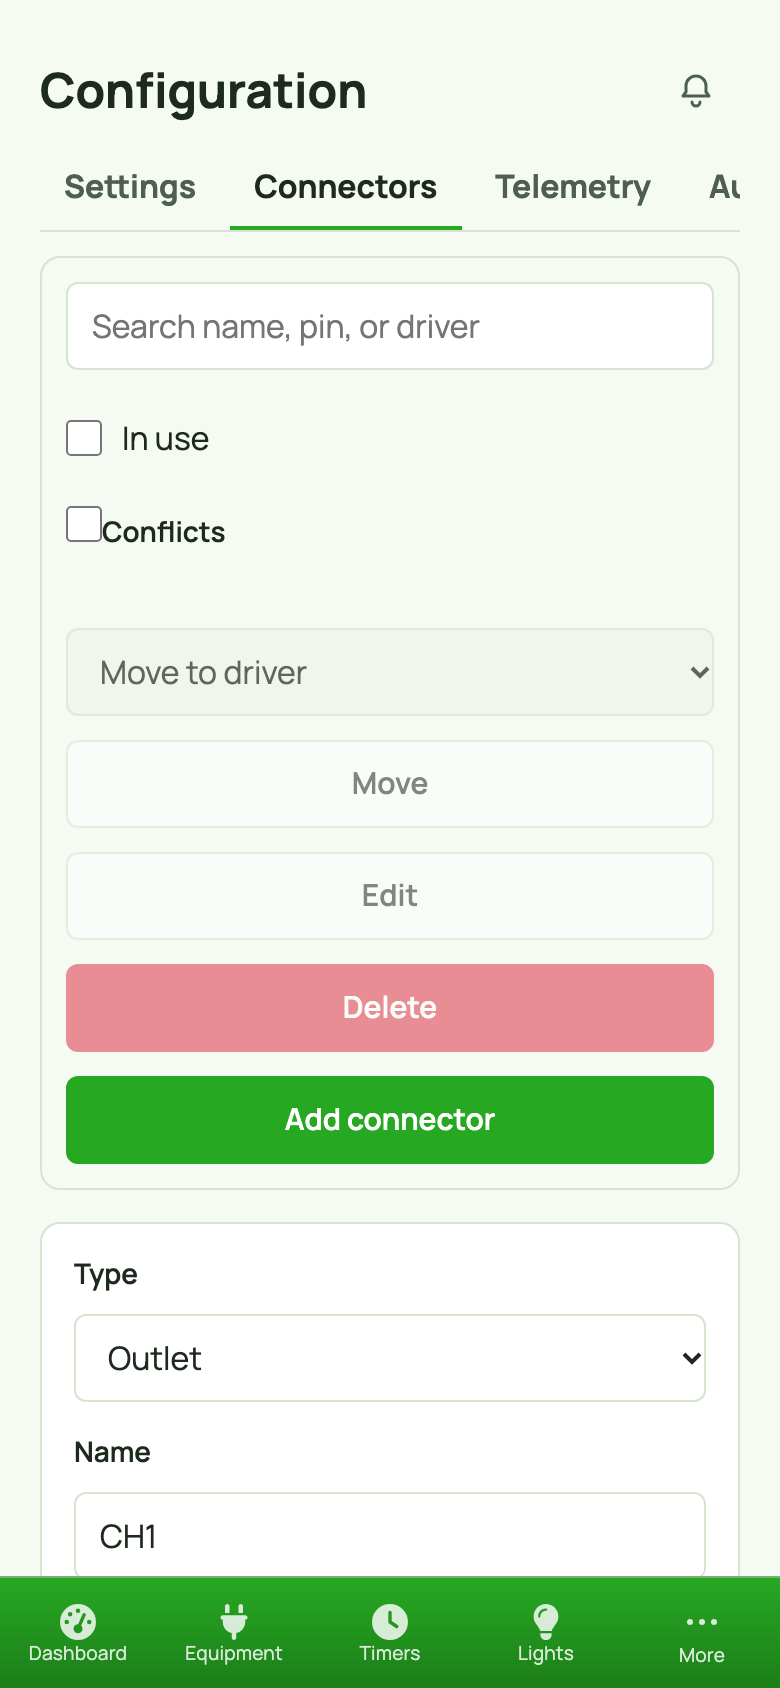 Configuration
Settings Connectors Telemetry Au
Search name, pin, or driver
In use
Conflicts
Move to driver
Move
Edit
Delete
Add connector
Type
Outlet
Name
CH1
Dashboard Equipment Timers Lights More